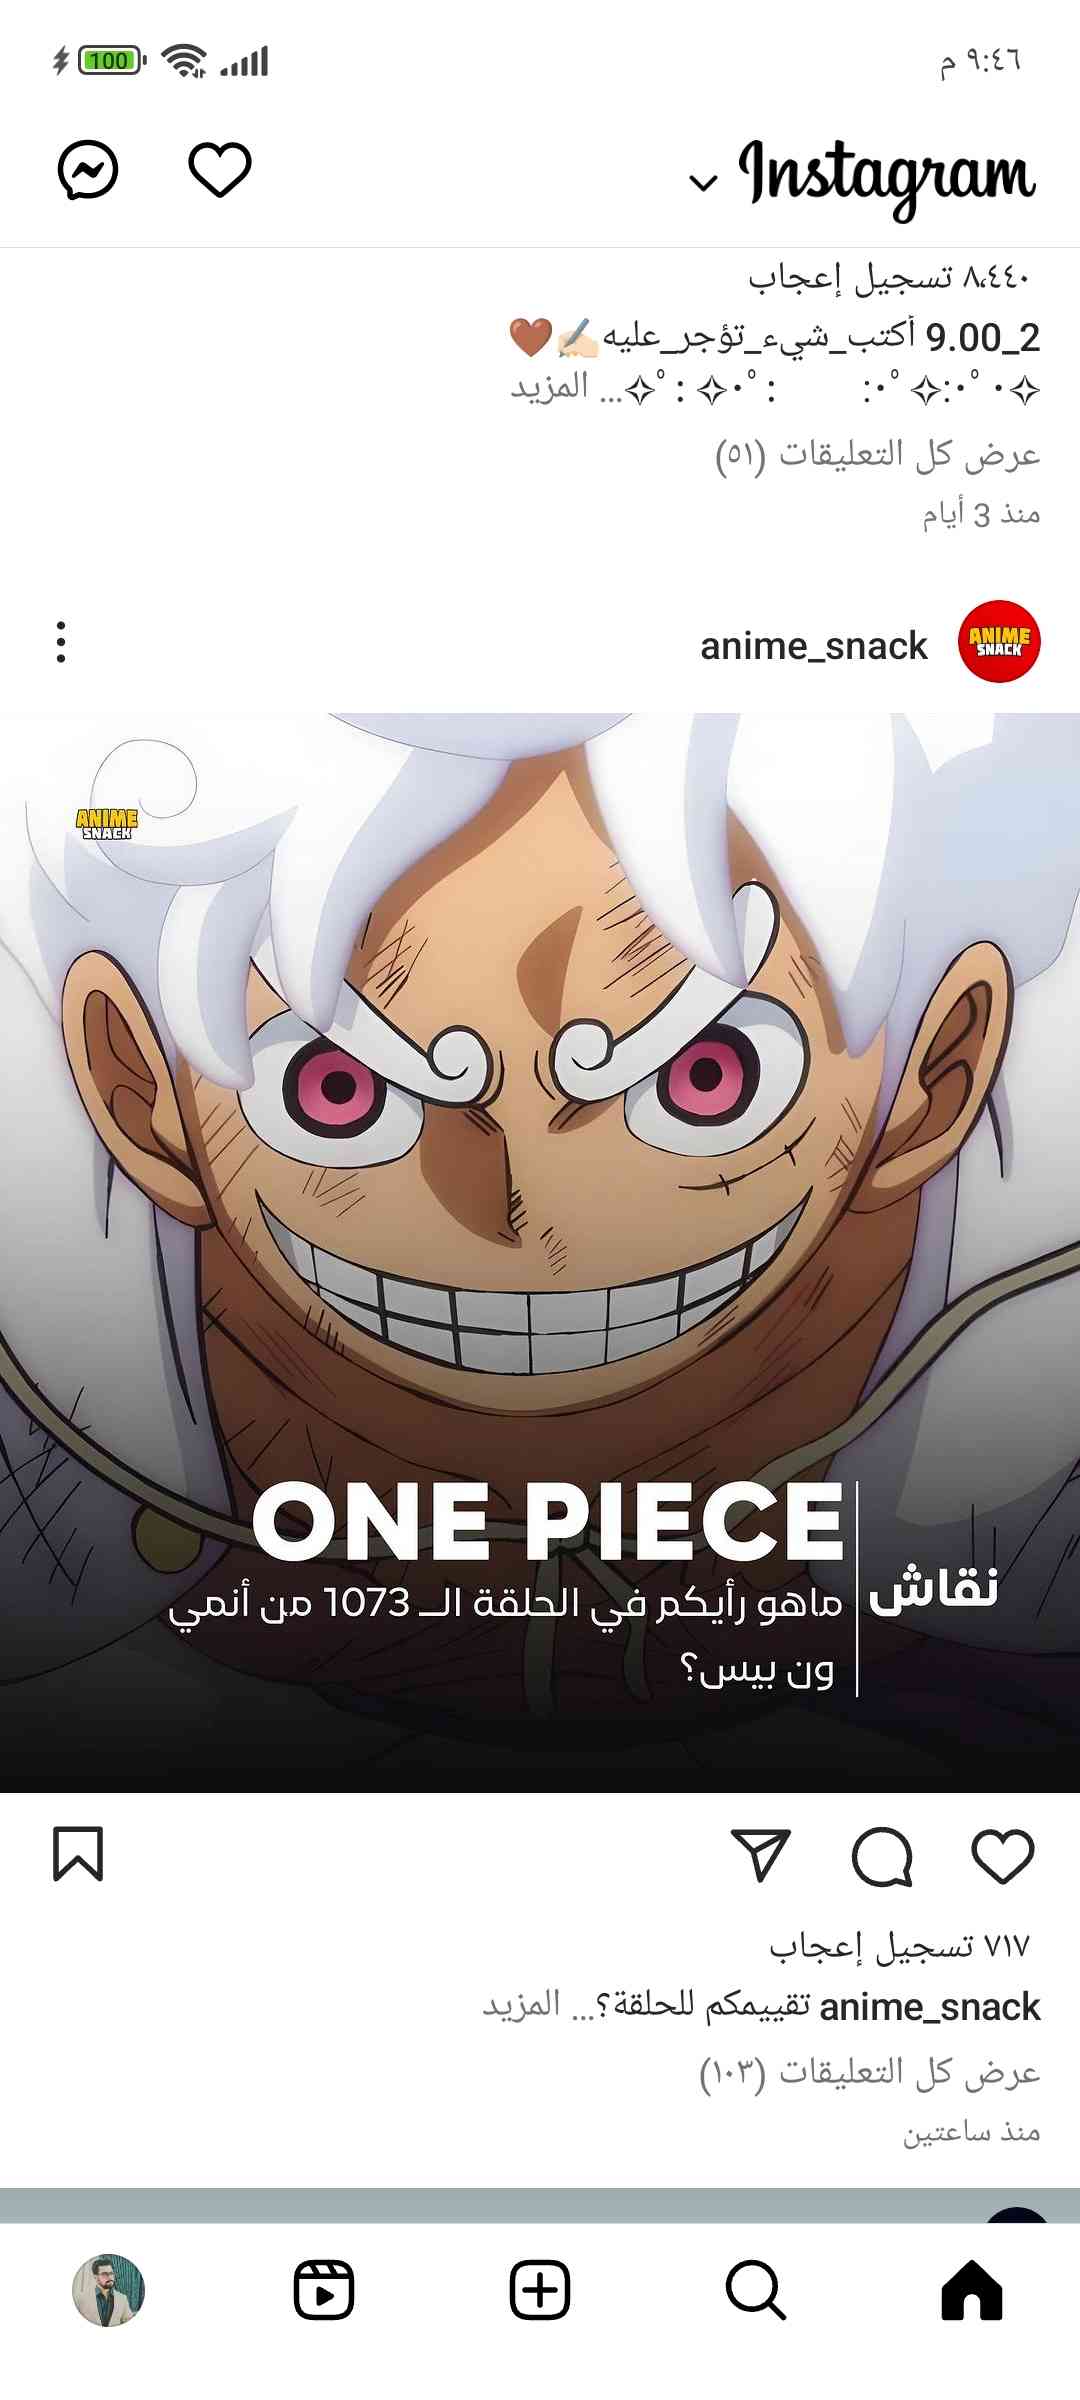 ٩:٤٦ م
100
Instagram
٨،٤٤٠ تسجيل إعجاب
9.00_2 أكتب_شيء_تؤجر_عليه✍🏻🤎
✧･ﾟ: ✧･ﾟ:        :ﾟ･✧ :ﾟ✧... المزيد
عرض كل التعليقات (٥١)
منذ 3 أيام
anime_snack
ANIME
SNACK
ANIME
SNACK
ONE PIECE
نقاش
ماهو رأيكم في الحلقة الـــ 1073 من أنمي
ون بيس؟
٧١٧ تسجيل إعجاب
anime_snack تقييمكم للحلقة؟... المزيد
عرض كل التعليقات (١٠٣)
منذ ساعتين